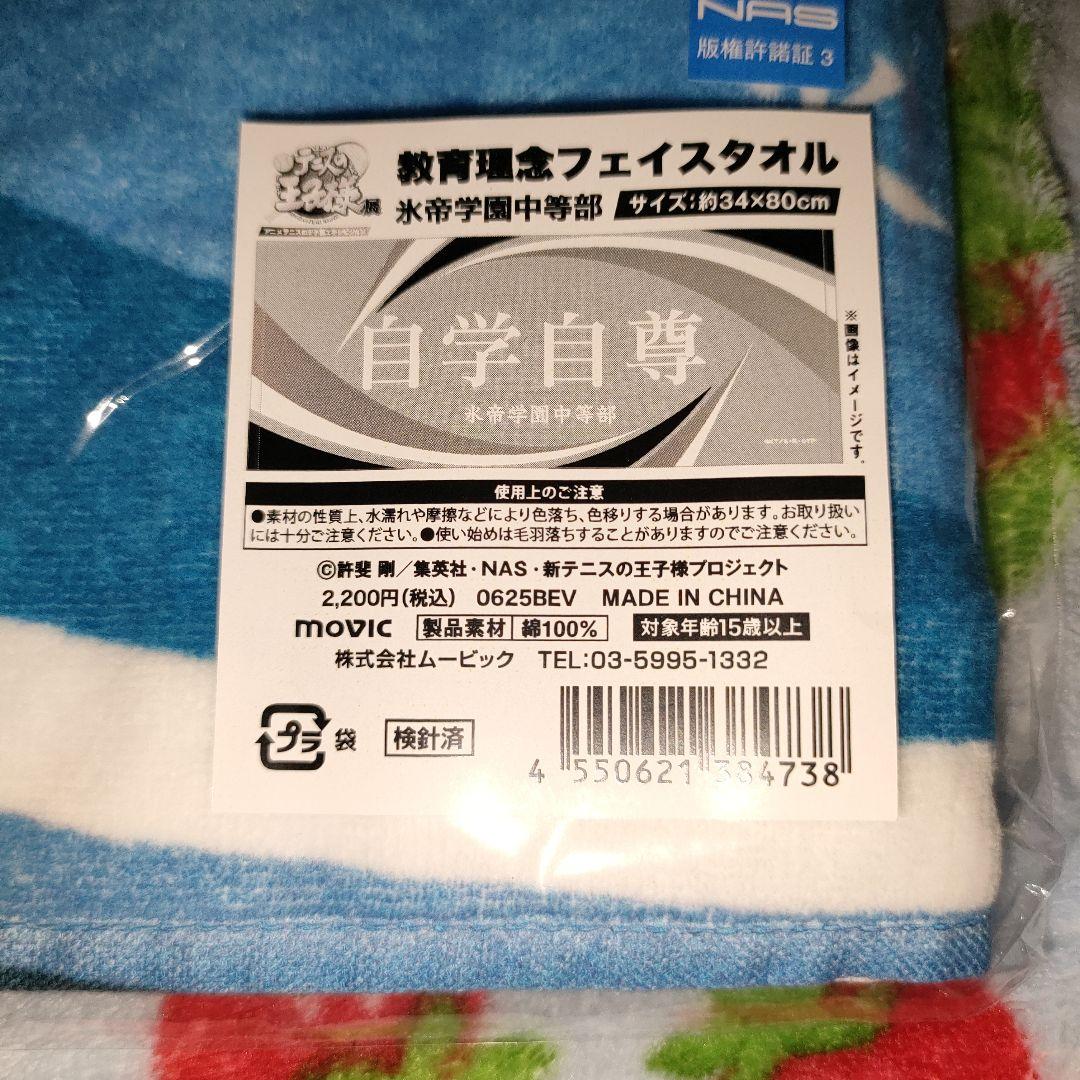 NAS
版権許諾証 3
テニスの
王子様展
教育理念フェイスタオル
氷帝学園中等部 サイズ:約34×80cm
自学自尊
氷帝学園中等部
※画像はイメージです。
使用上のご注意
●素材の性質上、水濡れや摩擦などにより色落ち、色移りする場合があります。お取り扱い
には十分ご注意ください。●使い始めは毛羽落ちすることがありますのでご注意ください。
©許斐 剛/集英社・NAS・新テニスの王子様プロジェクト
2,200円(税込) 0625BEV MADE IN CHINA
movic 製品素材 綿100% 対象年齢15歳以上
株式会社ムービック TEL:03-5995-1332
プラ 袋 検針済
4 550621 384738